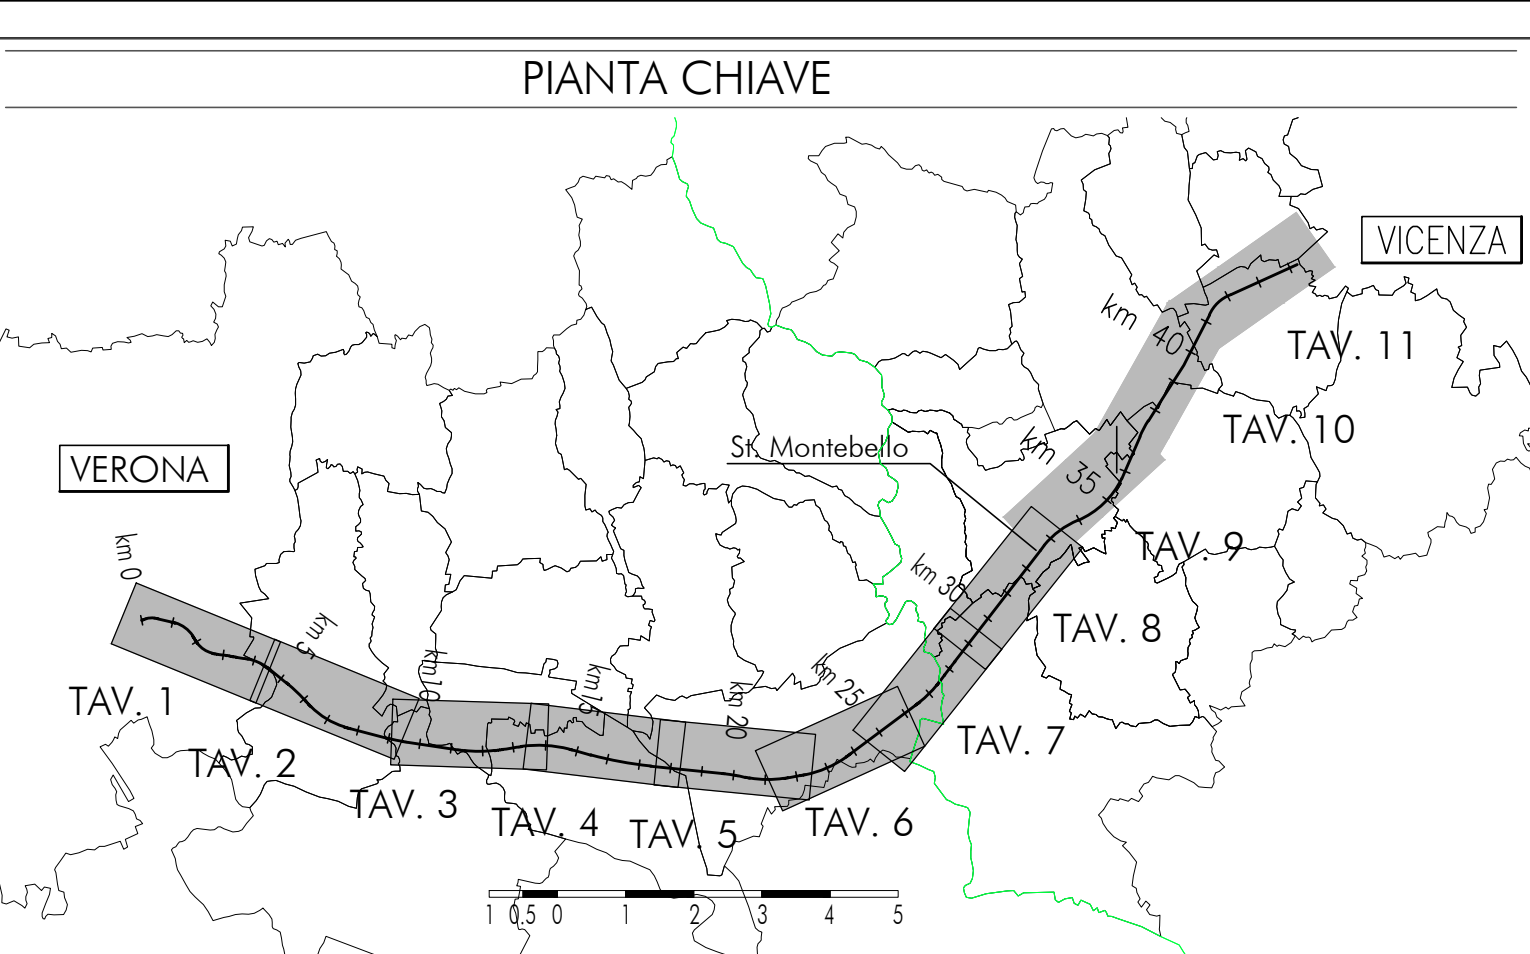 PIANTA CHIAVE
VICENZA
km 40
TAV. 11
TAV. 10
St. Montebello
km 35
VERONA
TAV. 9
km 0
km 30
TAV. 8
km 5
km 10
km 15
km 25
km 20
TAV. 1
TAV. 7
TAV. 2
TAV. 3
TAV. 4
TAV. 5
TAV. 6
1 0.5 0 1 2 3 4 5